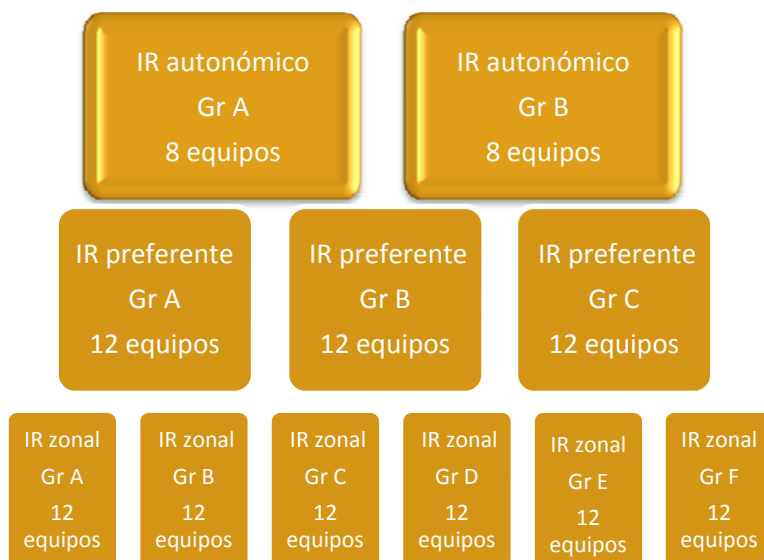 IR autonómico
Gr A
8 equipos
IR autonómico
Gr B
8 equipos
IR preferente
Gr A
12 equipos
IR preferente
Gr B
12 equipos
IR preferente
Gr C
12 equipos
IR zonal
Gr A
12
equipos
IR zonal
Gr B
12
equipos
IR zonal
Gr C
12
equipos
IR zonal
Gr D
12
equipos
IR zonal
Gr E
12
equipos
IR zonal
Gr F
12
equipos